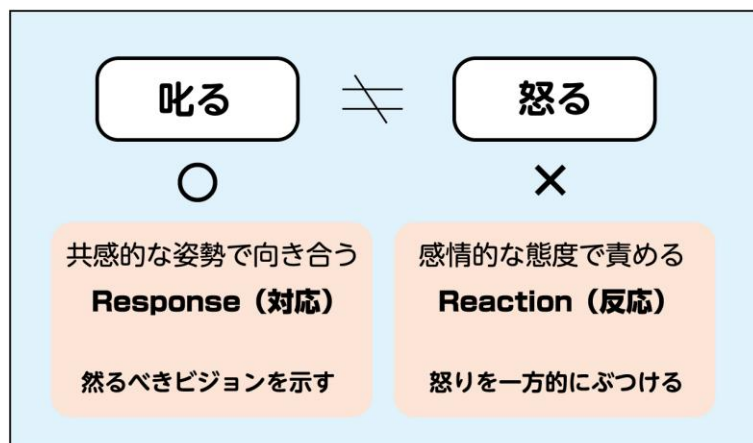 叱る ≠ 怒る
○ ×
共感的な姿勢で向き合う
Response（対応）
然るべきビジョンを示す
感情的な態度で責める
Reaction（反応）
怒りを一方的にぶつける